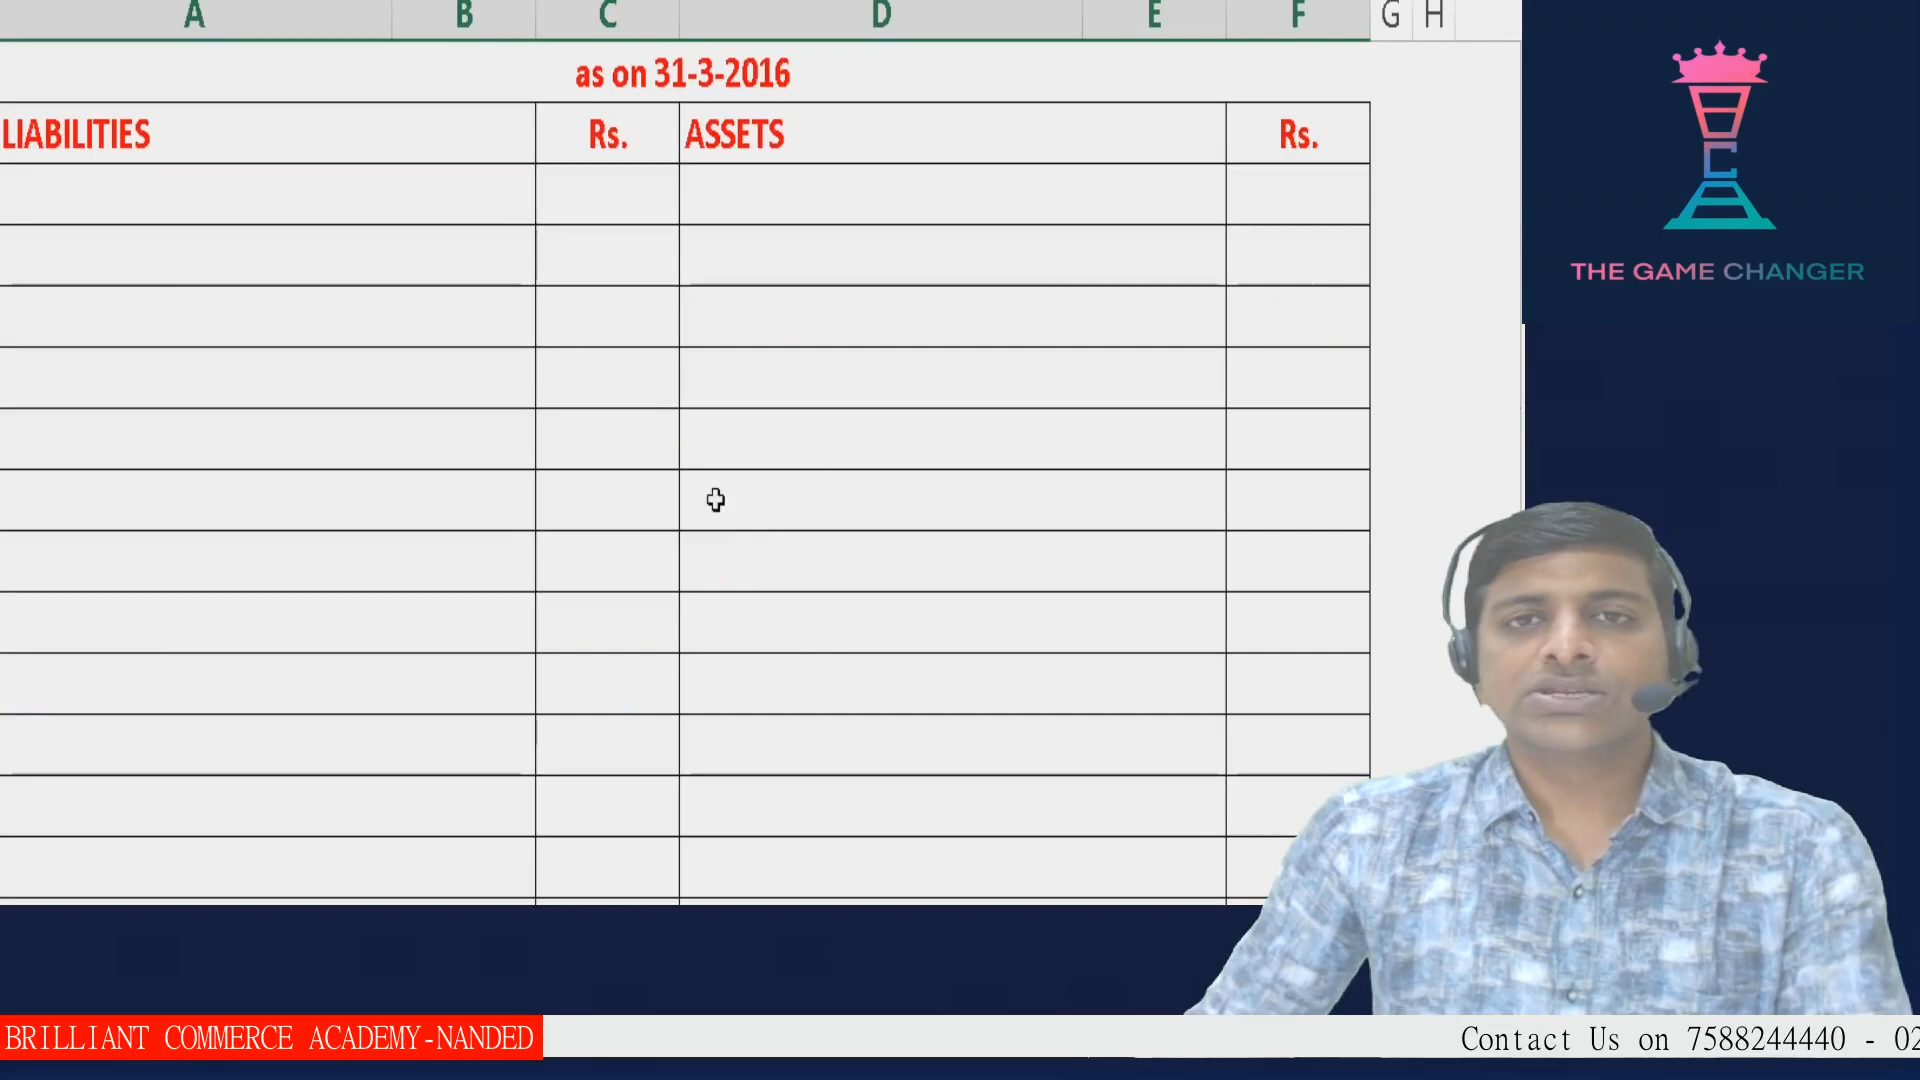 A B C D E F G H
as on 31-3-2016
LIABILITIES Rs. ASSETS Rs.
THE GAME CHANGER
BRILLIANT COMMERCE ACADEMY-NANDED
Contact Us on 7588244440 - 02